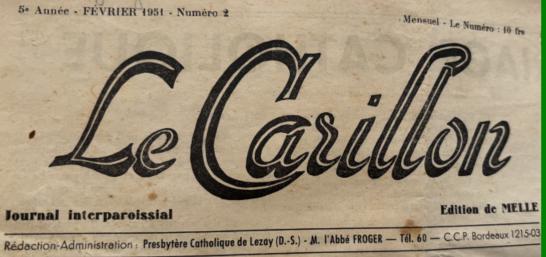 5e Année - FÉVRIER 1951 - Numéro 2
Mensuel - Le Numéro : 10 frs
Le Carillon
Journal interparoissial
Edition de MELLE
Rédaction-Administration : Presbytère Catholique de Lezay (D.-S.) - M. l'Abbé FROGER — Tél. 60 — C.C.P. Bordeaux 1215-03